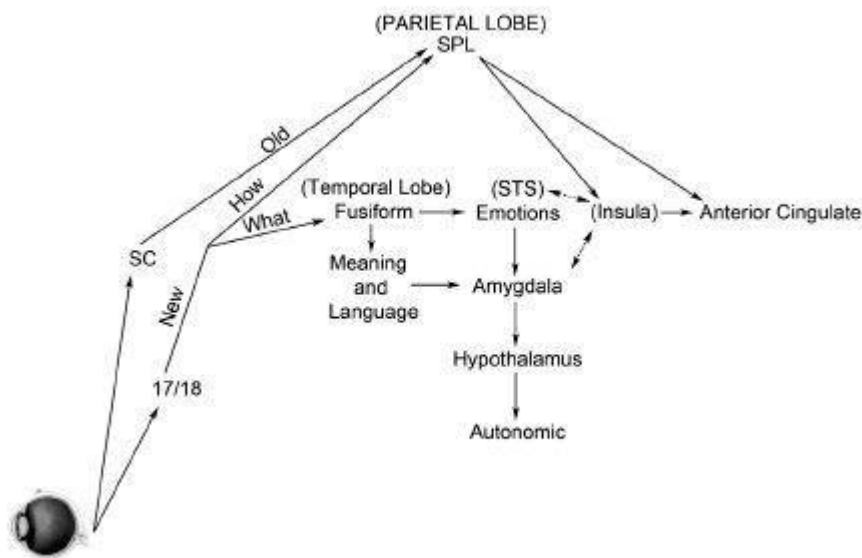 (PARIETAL LOBE)
SPL
Old
How
What
New
SC
17/18
(Temporal Lobe)
Fusiform
Meaning
and
Language
(STS)
Emotions
(Insula)
Anterior Cingulate
Amygdala
Hypothalamus
Autonomic